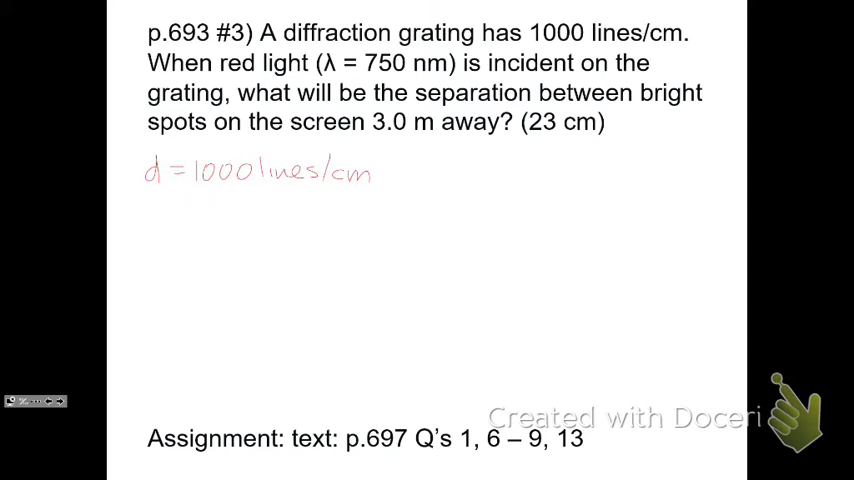 p.693 #3) A diffraction grating has 1000 lines/cm.
When red light (λ = 750 nm) is incident on the
grating, what will be the separation between bright
spots on the screen 3.0 m away? (23 cm)
d = 1000 lines/cm
Created with Doceri
Assignment: text: p.697 Q’s 1, 6 – 9, 13